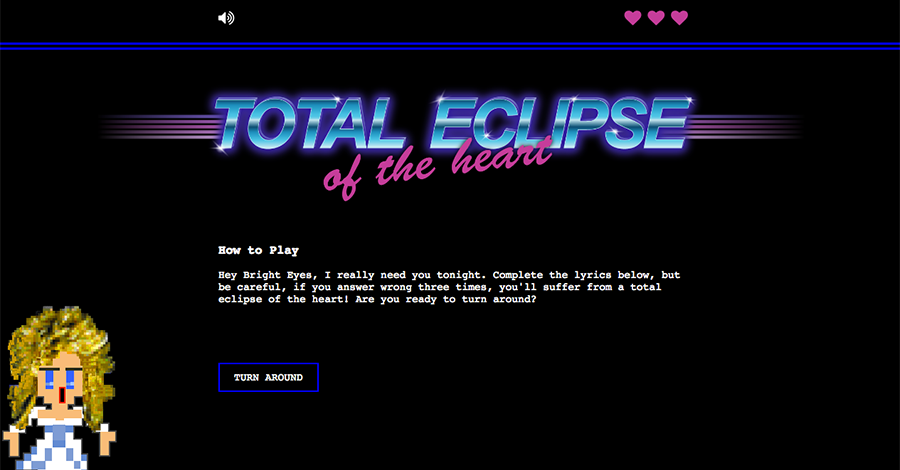 TOTAL ECLIPSE
of the heart
How to Play
Hey Bright Eyes, I really need you tonight. Complete the lyrics below, but
be careful, if you answer wrong three times, you'll suffer from a total
eclipse of the heart! Are you ready to turn around?
TURN AROUND